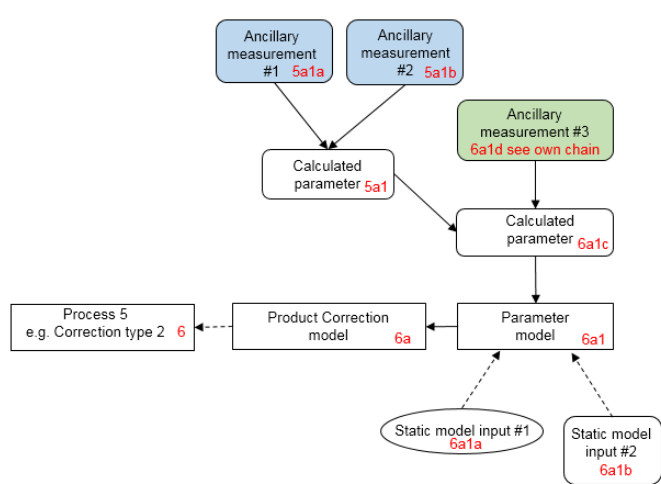 Ancillary
measurement
#1 5a1a
Ancillary
measurement
#2 5a1b
Ancillary
measurement #3
6a1d see own chain
Calculated
parameter 5a1
Calculated
parameter 6a1c
Process 5
e.g. Correction type 2 6
Product Correction
model 6a
Parameter
model 6a1
Static model input #1
6a1a
Static model
input #2
6a1b